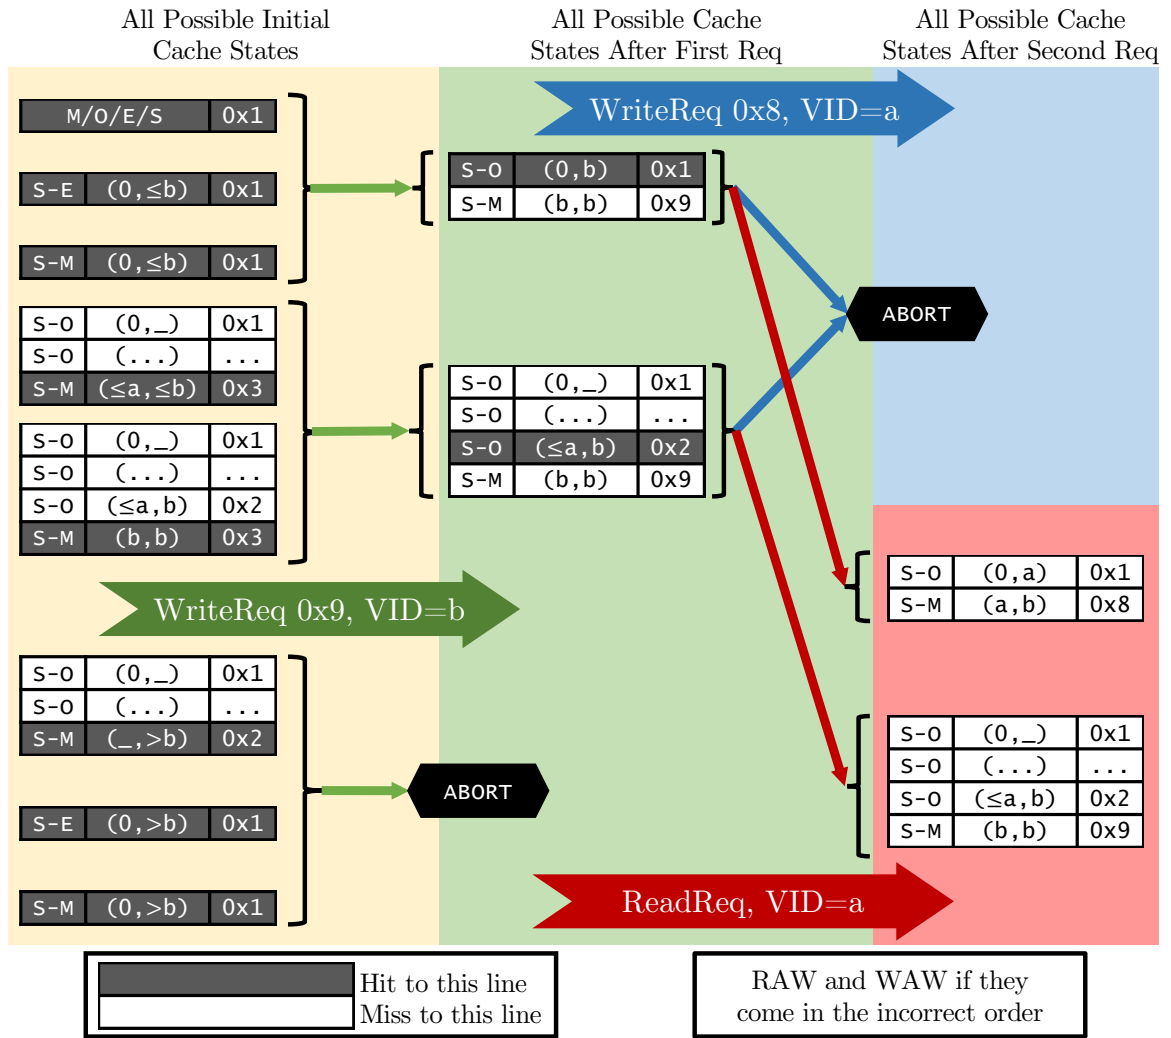 All Possible Initial
Cache States
All Possible Cache
States After First Req
All Possible Cache
States After Second Req
M/O/E/S 0x1
S-E (0,≤b) 0x1
S-M (0,≤b) 0x1
S-O (0,_) 0x1
S-O (...) ...
S-M (≤a,≤b) 0x3
S-O (0,_) 0x1
S-O (...) ...
S-O (≤a,b) 0x2
S-M (b,b) 0x3
WriteReq 0x9, VID=b
S-O (0,_) 0x1
S-O (...) ...
S-M (_,>b) 0x2
S-E (0,>b) 0x1
S-M (0,>b) 0x1
WriteReq 0x8, VID=a
S-O (0,b) 0x1
S-M (b,b) 0x9
S-O (0,_) 0x1
S-O (...) ...
S-O (≤a,b) 0x2
S-M (b,b) 0x9
ABORT
ReadReq, VID=a
ABORT
S-O (0,a) 0x1
S-M (a,b) 0x8
S-O (0,_) 0x1
S-O (...) ...
S-O (≤a,b) 0x2
S-M (b,b) 0x9
Hit to this line
Miss to this line
RAW and WAW if they
come in the incorrect order